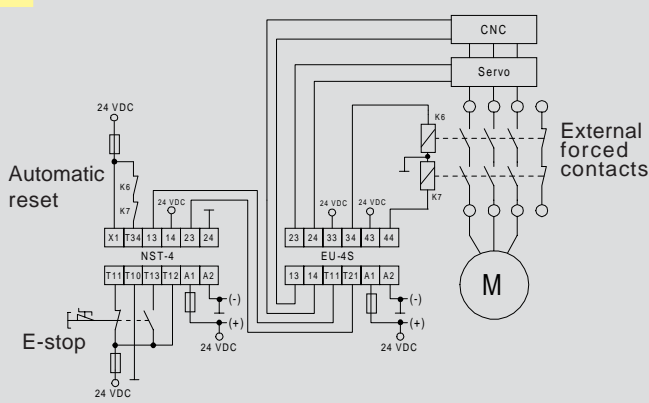 CNC
Servo
24 VDC
K6
External
forced
contacts
Automatic
reset
K6
K7
24 VDC
24 VDC
24 VDC
K7
X1 T34 13 14 23 24
NST-4
T11 T10 T13 T12 A1 A2
23 24 33 34 43 44
EU-4S
13 14 T11 T21 A1 A2
M
(-)
(+)
24 VDC
(-)
(+)
24 VDC
E-stop
24 VDC